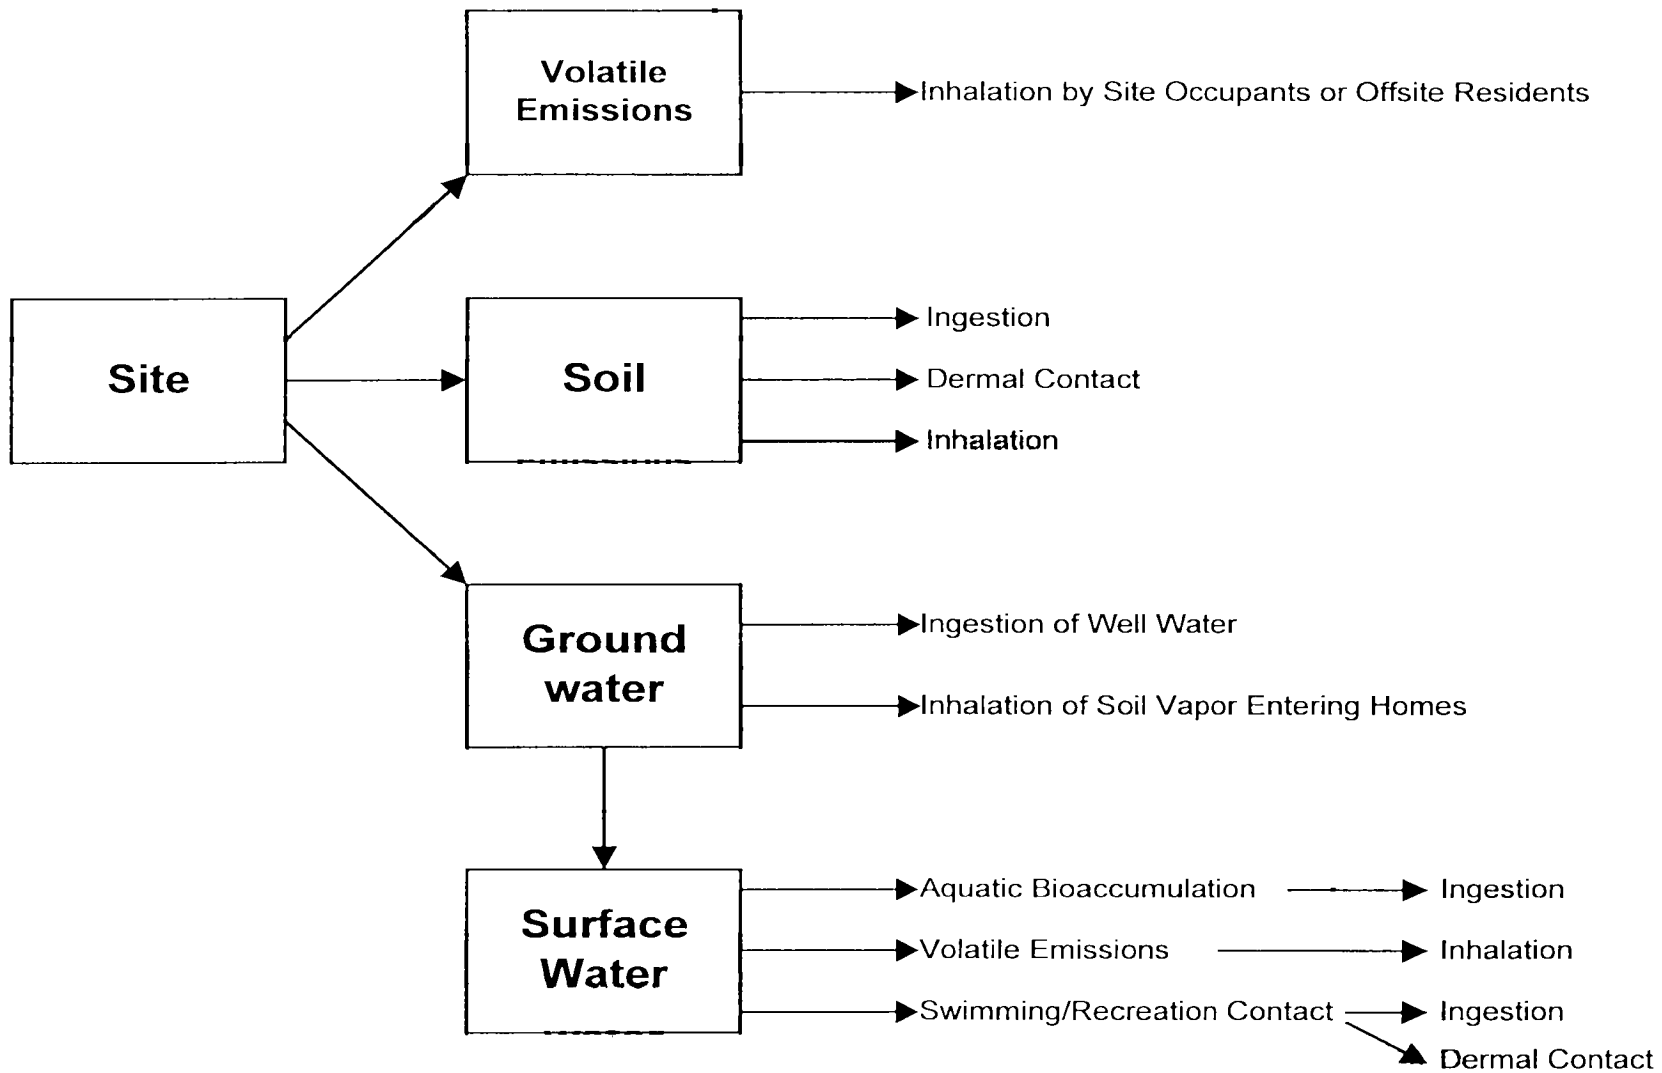 Volatile
Emissions
Inhalation by Site Occupants or Offsite Residents
Site
Soil
Ingestion
Dermal Contact
Inhalation
Ground
water
Ingestion of Well Water
Inhalation of Soil Vapor Entering Homes
Surface
Water
Aquatic Bioaccumulation
Ingestion
Volatile Emissions
Inhalation
Swimming/Recreation Contact
Ingestion
Dermal Contact